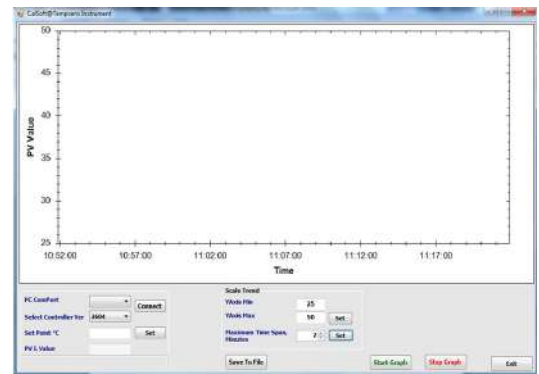 CalSoft@Tempsens Instrument
50
45
40
35
30
25
PV Value
10:52:00 10:57:00 11:02:00 11:07:00 11:12:00 11:17:00
Time
PC ComPort
Connect
Select Controller Ver 3504
Set Point °C
Set
PV 1 Value
Scale Trend
YAxis Min 25
YAxis Max 50 Set
Maximum Time Span, Minutes 7 Set
Save To File
Start Graph
Stop Graph
Exit